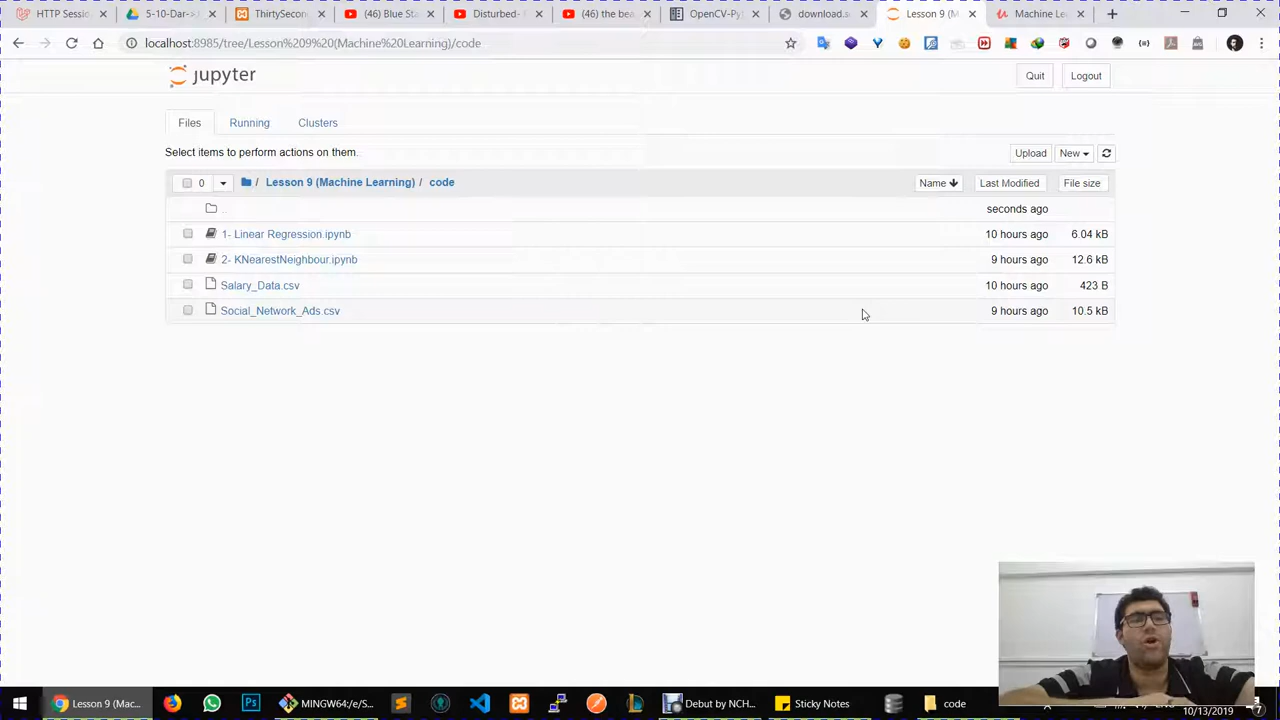 HTTP Sessi
5-10-Dar-
ThirtySeco
(46) Blue Sta
Disturbed-
(46) the be
OpenCV-Py
download.s
Lesson 9 (M
Machine Le
localhost:8585/tree/Lesson%209%20(Machine%20Learning)/code
jupyter
Quit
Logout
Files
Running
Clusters
Select items to perform actions on them.
Upload
New
0
/ Lesson 9 (Machine Learning) / code
Name
Last Modified
File size
..
seconds ago
1- Linear Regression.ipynb
10 hours ago
6.04 kB
2- KNearestNeighbour.ipynb
9 hours ago
12.6 kB
Salary_Data.csv
10 hours ago
423 B
Social_Network_Ads.csv
9 hours ago
10.5 kB
Lesson 9 (Mac...
MINGW64:/e/S...
Debut by NCH...
Sticky Notes
code
10/13/2019
7